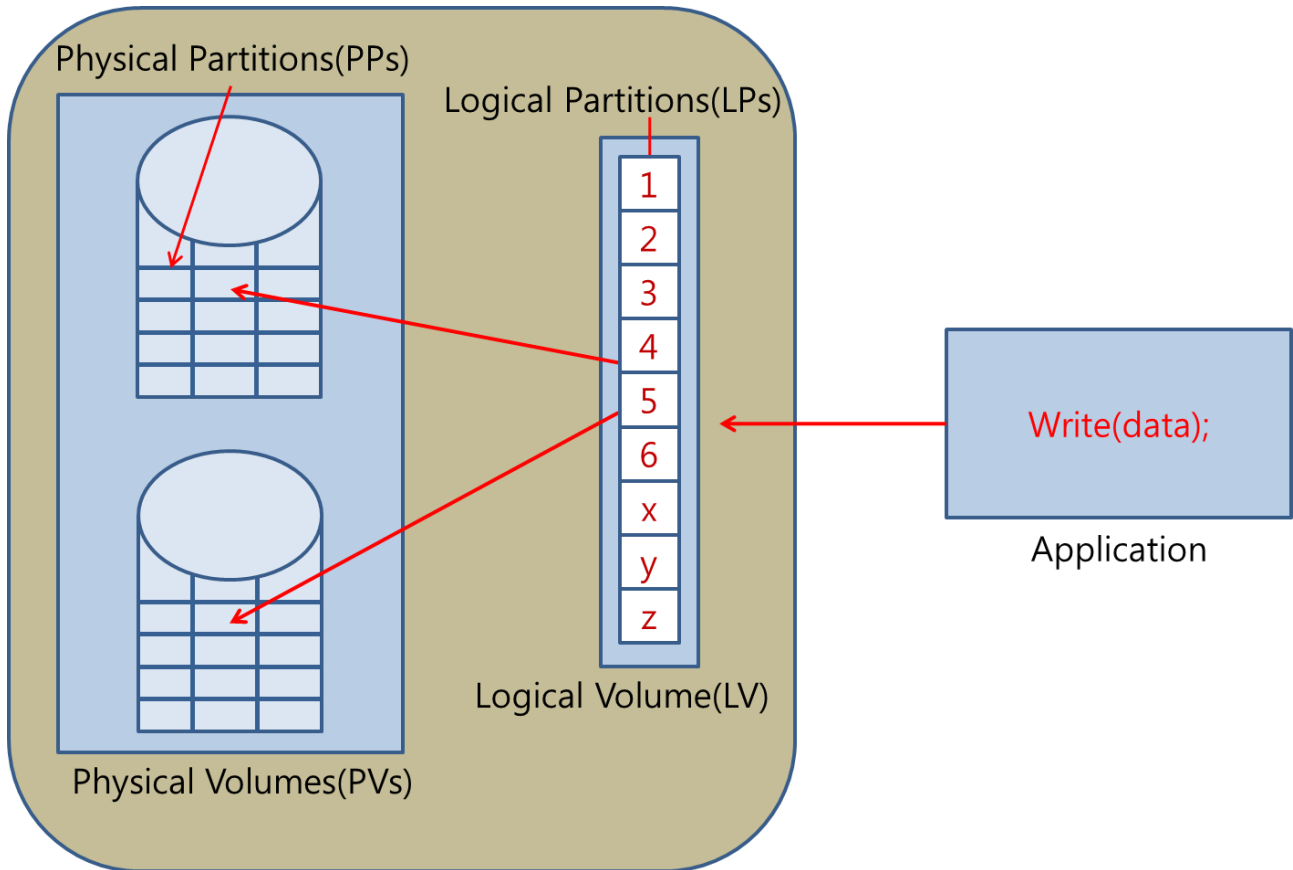 Physical Partitions(PPs)
Logical Partitions(LPs)
1
2
3
4
5
6
x
y
z
Write(data);
Application
Logical Volume(LV)
Physical Volumes(PVs)